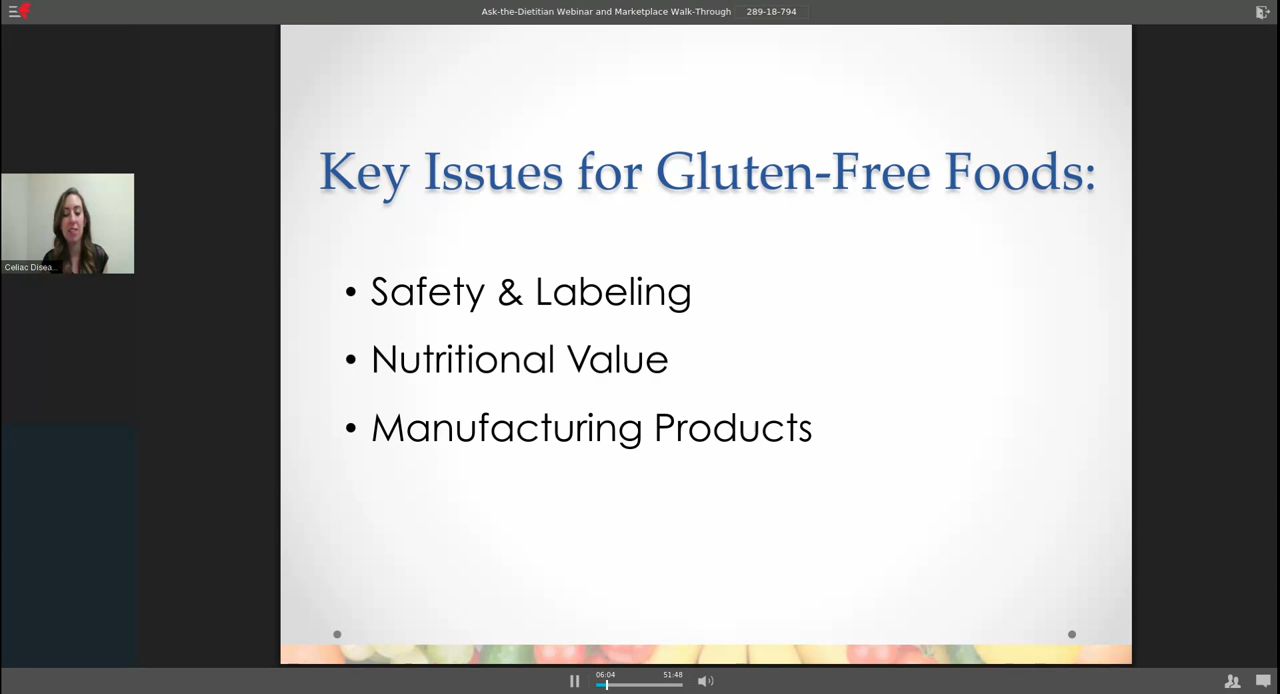 Ask-the-Dietitian Webinar and Marketplace Walk-Through 289-18-794
Key Issues for Gluten-Free Foods:
• Safety & Labeling
• Nutritional Value
• Manufacturing Products
Celiac Disea...
06:04 51:48